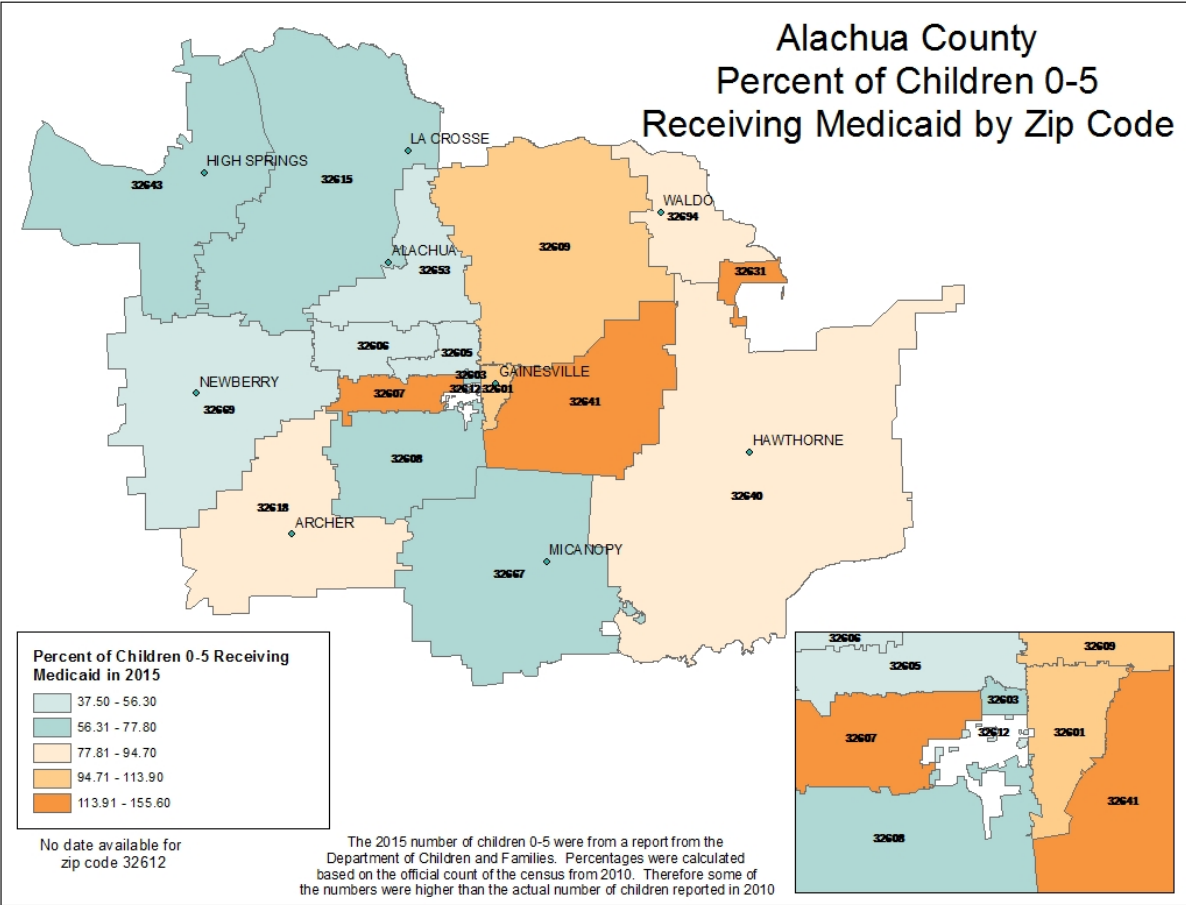 Alachua County
Percent of Children 0-5
Receiving Medicaid by Zip Code
LA CROSSE
HIGH SPRINGS
32643
32615
WALDO
32694
32609
ALACHUA
32653
32631
32606
32605
32603
GAINESVILLE
NEWBERRY
32607
32612
32601
32669
32641
HAWTHORNE
32608
32640
32618
ARCHER
MICANOPY
32667
Percent of Children 0-5 Receiving
Medicaid in 2015
37.50 - 56.30
56.31 - 77.80
77.81 - 94.70
94.71 - 113.90
113.91 - 155.60
No date available for
zip code 32612
The 2015 number of children 0-5 were from a report from the
Department of Children and Families. Percentages were calculated
based on the official count of the census from 2010. Therefore some of
the numbers were higher than the actual number of children reported in 2010
32606
32609
32605
32603
32612
32601
32607
32641
32608